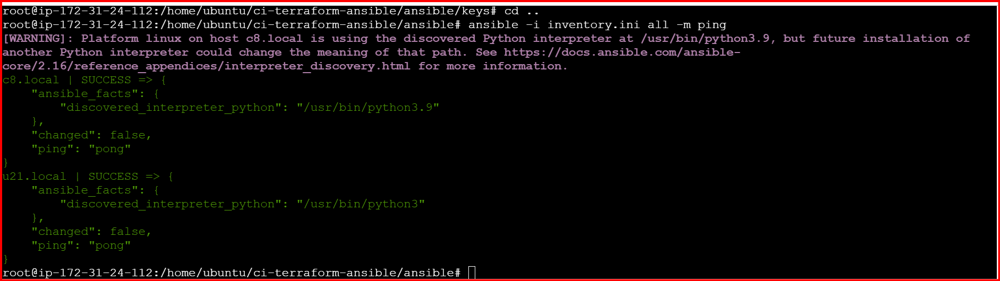 root@ip-172-31-24-112:/home/ubuntu/ci-terraform-ansible/ansible/keys# cd ..
root@ip-172-31-24-112:/home/ubuntu/ci-terraform-ansible/ansible# ansible -i inventory.ini all -m ping
[WARNING]: Platform linux on host c8.local is using the discovered Python interpreter at /usr/bin/python3.9, but future installation of
another Python interpreter could change the meaning of that path. See https://docs.ansible.com/ansible-
core/2.16/reference_appendices/interpreter_discovery.html for more information.
c8.local | SUCCESS => {
    "ansible_facts": {
        "discovered_interpreter_python": "/usr/bin/python3.9"
    },
    "changed": false,
    "ping": "pong"
}
u21.local | SUCCESS => {
    "ansible_facts": {
        "discovered_interpreter_python": "/usr/bin/python3"
    },
    "changed": false,
    "ping": "pong"
}
root@ip-172-31-24-112:/home/ubuntu/ci-terraform-ansible/ansible#